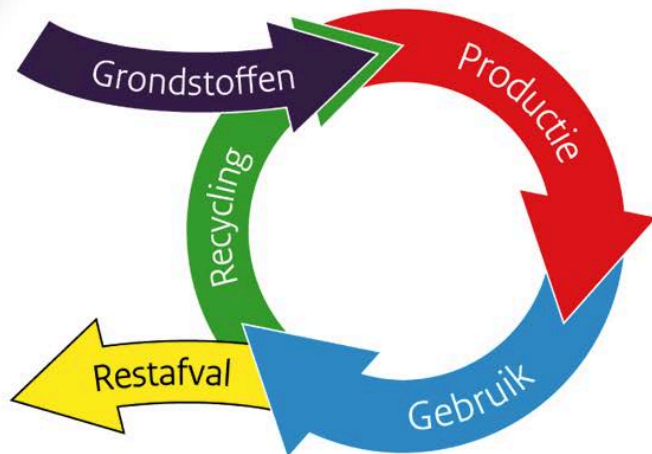 Grondstoffen
Productie
Gebruik
Recycling
Restafval